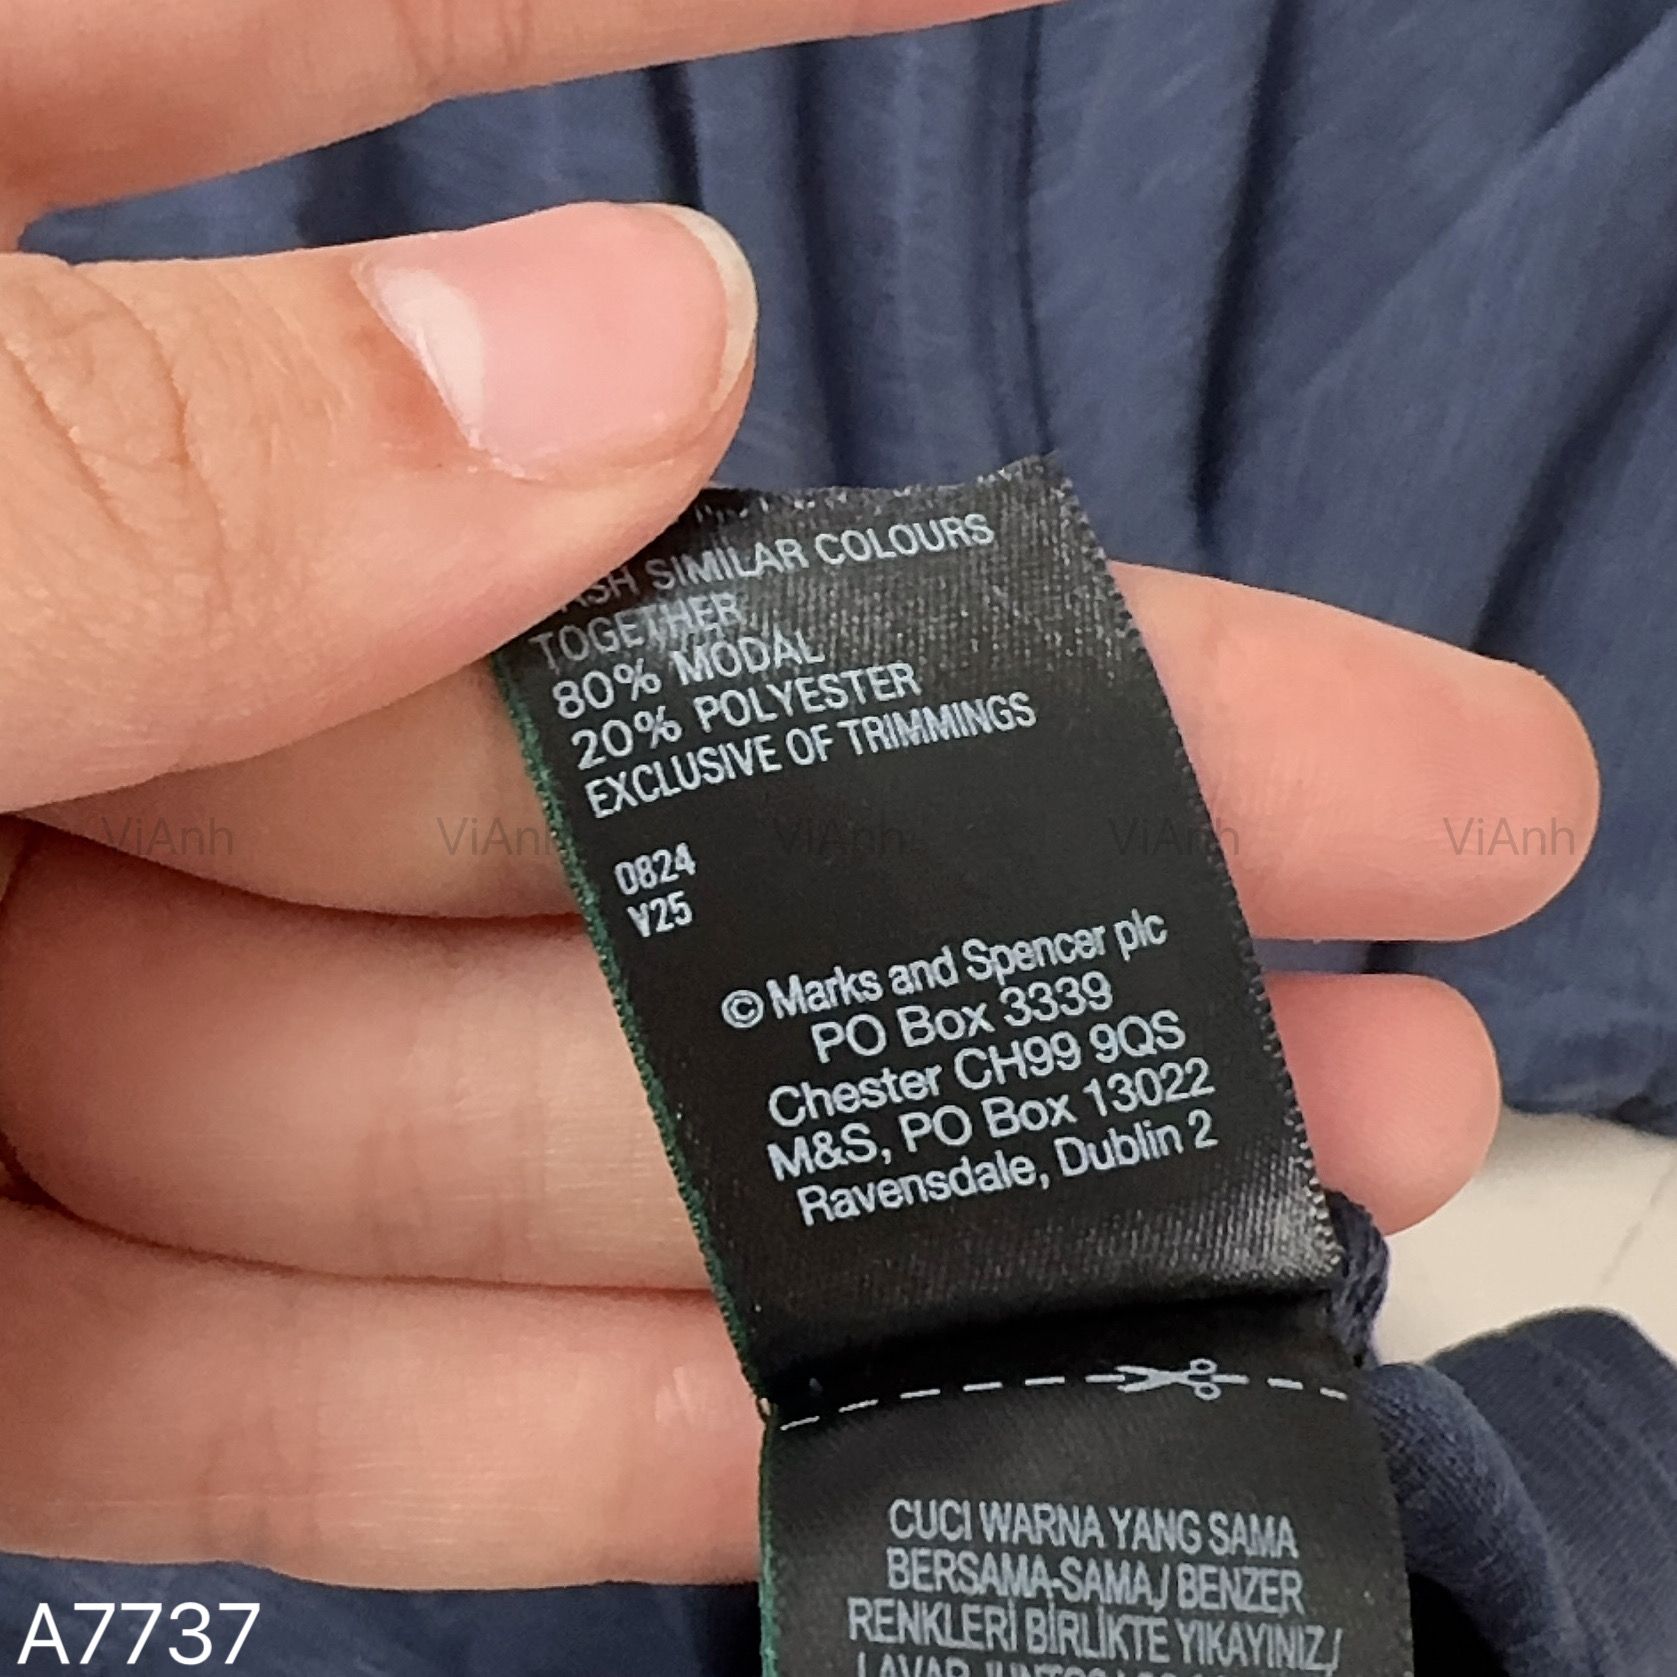 SIMILAR COLOURS
TOGETHER
80% MODAL
20% POLYESTER
EXCLUSIVE OF TRIMMINGS
0824
V25
© Marks and Spencer plc
PO Box 3339
Chester CH99 9QS
M&S, PO Box 13022
Ravensdale, Dublin 2
CUCI WARNA YANG SAMA
BERSAMA-SAMA / BENZER
RENKLERİ BİRLİKTE YIKAYINIZ /
ViAnh ViAnh ViAnh ViAnh ViAnh
A7737